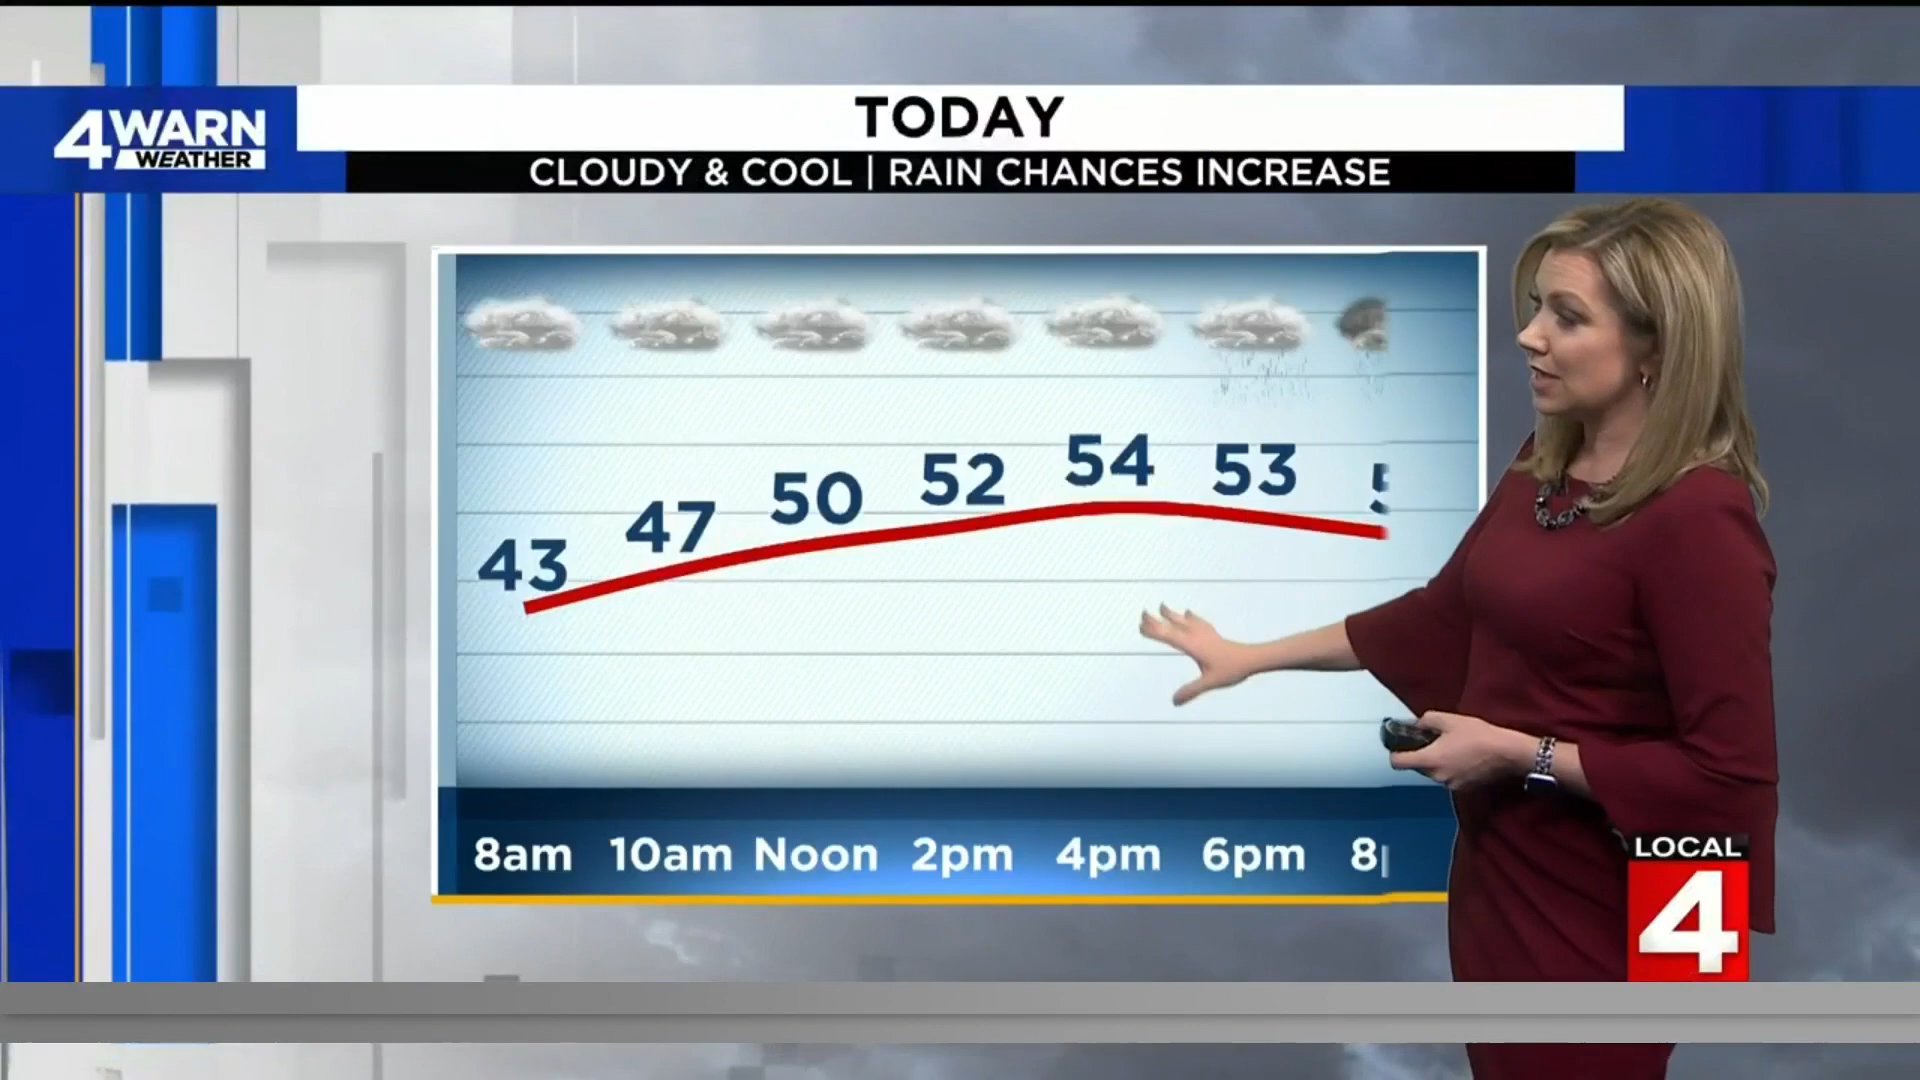 4WARN
WEATHER
TODAY
CLOUDY & COOL | RAIN CHANCES INCREASE
43 47 50 52 54 53
8am 10am Noon 2pm 4pm 6pm
LOCAL
4